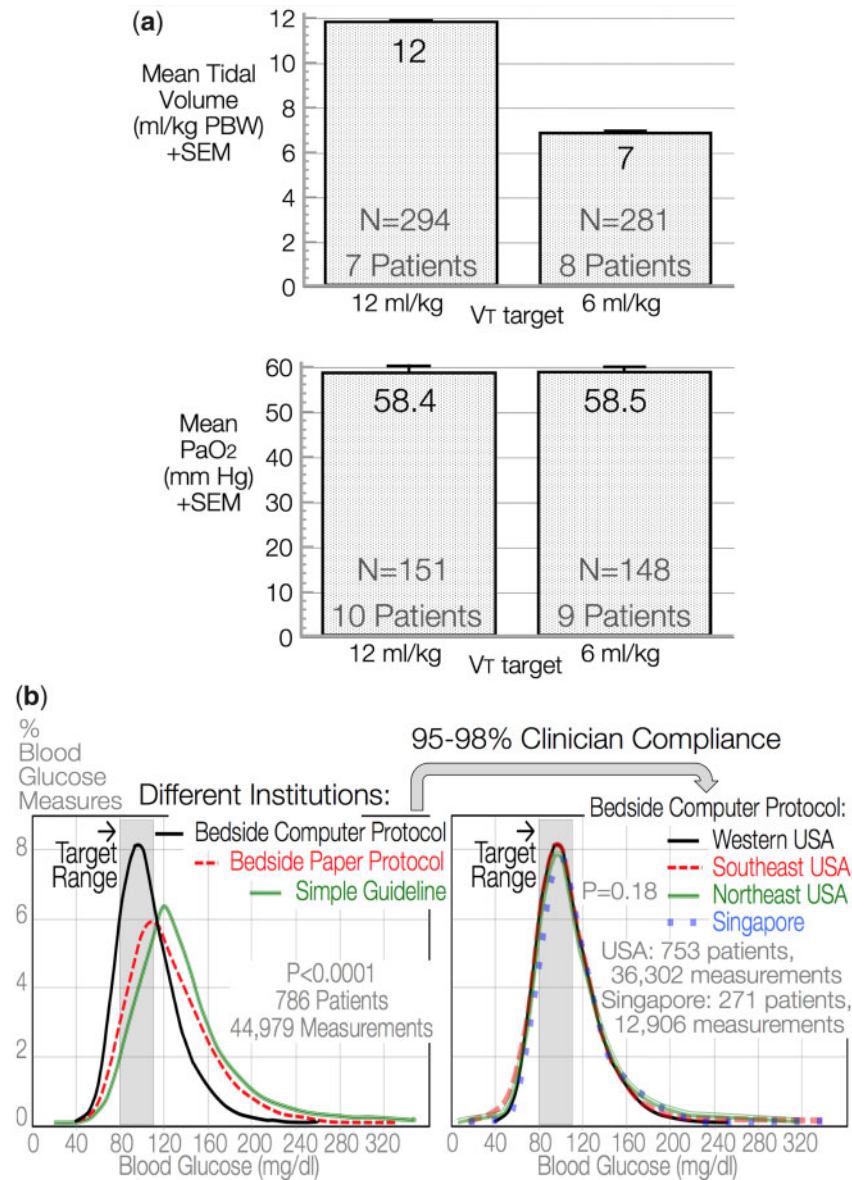 (a)
Mean Tidal
Volume
(ml/kg PBW)
+SEM
12
10
8
6
4
2
0
12
7
N=294
N=281
7 Patients
8 Patients
12 ml/kg
6 ml/kg
VT target
Mean
PaO2
(mm Hg)
+SEM
60
50
40
30
20
10
0
58.4
58.5
N=151
N=148
10 Patients
9 Patients
12 ml/kg
6 ml/kg
VT target
(b)
%
Blood
Glucose
Measures
95-98% Clinician Compliance
Different Institutions:
Bedside Computer Protocol
Bedside Paper Protocol
Simple Guideline
Target
Range
P<0.0001
786 Patients
44,979 Measurements
8
6
4
2
0
0 40 80 120 160 200 240 280 320
Blood Glucose (mg/dl)
Bedside Computer Protocol:
Western USA
Southeast USA
Northeast USA
Singapore
Target
Range
P=0.18
USA: 753 patients,
36,302 measurements
Singapore: 271 patients,
12,906 measurements
0 40 80 120 160 200 240 280 320
Blood Glucose (mg/dl)